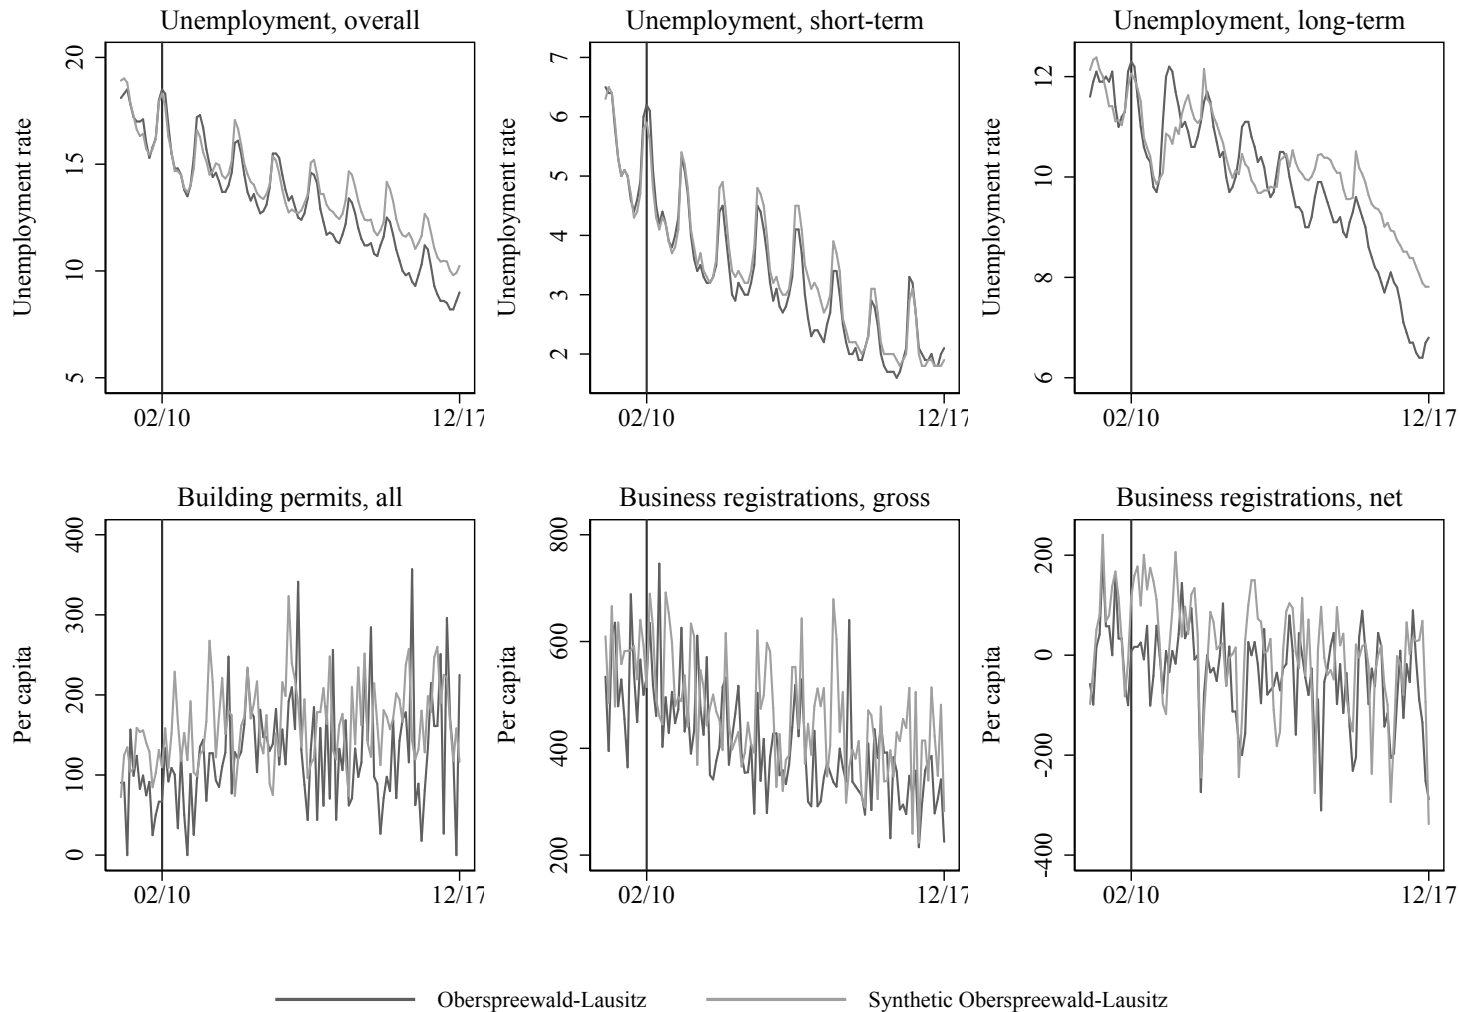 Unemployment, overall
Unemployment rate
20
15
10
5
02/10 12/17
Unemployment, short-term
Unemployment rate
7
6
5
4
3
2
02/10 12/17
Unemployment, long-term
Unemployment rate
12
10
8
6
02/10 12/17
Building permits, all
Per capita
400
300
200
100
0
02/10 12/17
Business registrations, gross
Per capita
800
600
400
200
02/10 12/17
Business registrations, net
Per capita
200
0
-200
-400
02/10 12/17
Oberspreewald-Lausitz Synthetic Oberspreewald-Lausitz